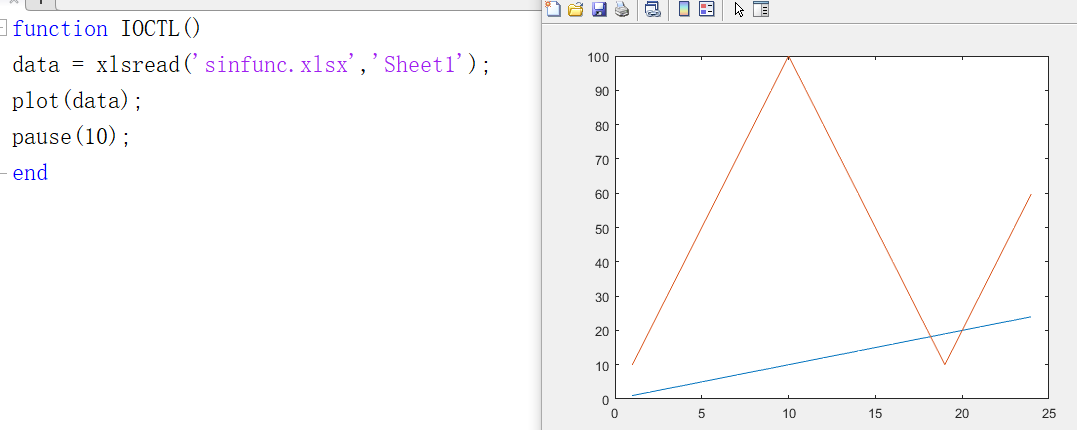 function IOCTL()
data = xlsread('sinfunc.xlsx','Sheet1');
plot(data);
pause(10);
end
100
90
80
70
60
50
40
30
20
10
0
0 5 10 15 20 25